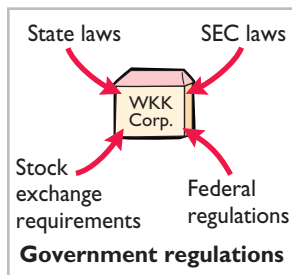 State laws
SEC laws
WKK
Corp.
Stock
exchange
requirements
Federal
regulations
Government regulations